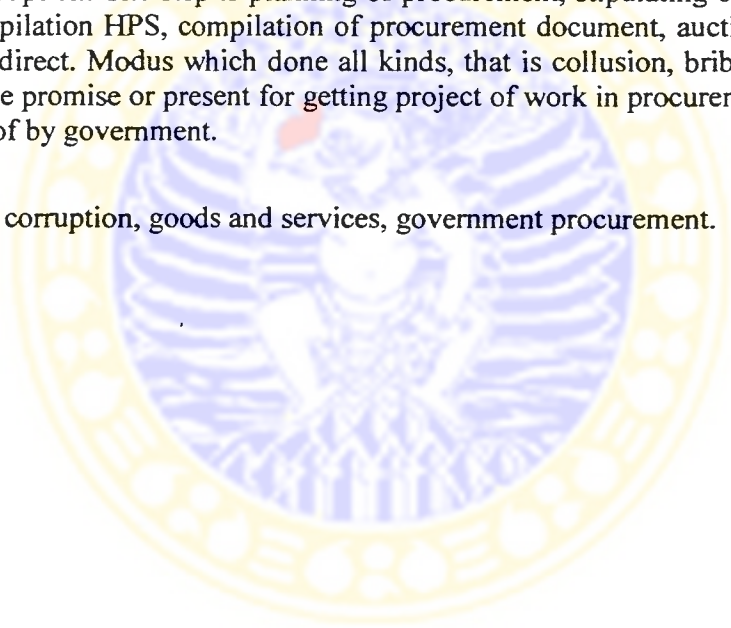 pilation HPS, compilation of procurement document, aucti
direct. Modus which done all kinds, that is collusion, brib
e promise or present for getting project of work in procurer
of by government.
corruption, goods and services, government procurement.